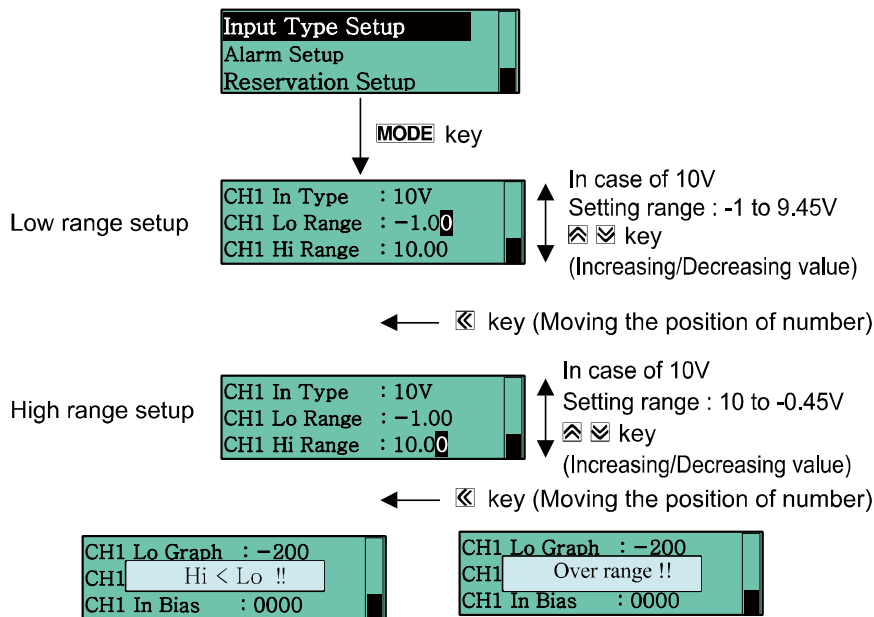 Input Type Setup
Alarm Setup
Reservation Setup
MODE key
Low range setup
CH1 In Type : 10V
CH1 Lo Range : -1.00
CH1 Hi Range : 10.00
In case of 10V
Setting range : -1 to 9.45V
key
(Increasing/Decreasing value)
key (Moving the position of number)
High range setup
CH1 In Type : 10V
CH1 Lo Range : -1.00
CH1 Hi Range : 10.00
In case of 10V
Setting range : 10 to -0.45V
key
(Increasing/Decreasing value)
key (Moving the position of number)
CH1 Lo Graph : -200
CH1 Hi < Lo !!
CH1 In Bias : 0000
CH1 Lo Graph : -200
CH1 Over range !!
CH1 In Bias : 0000